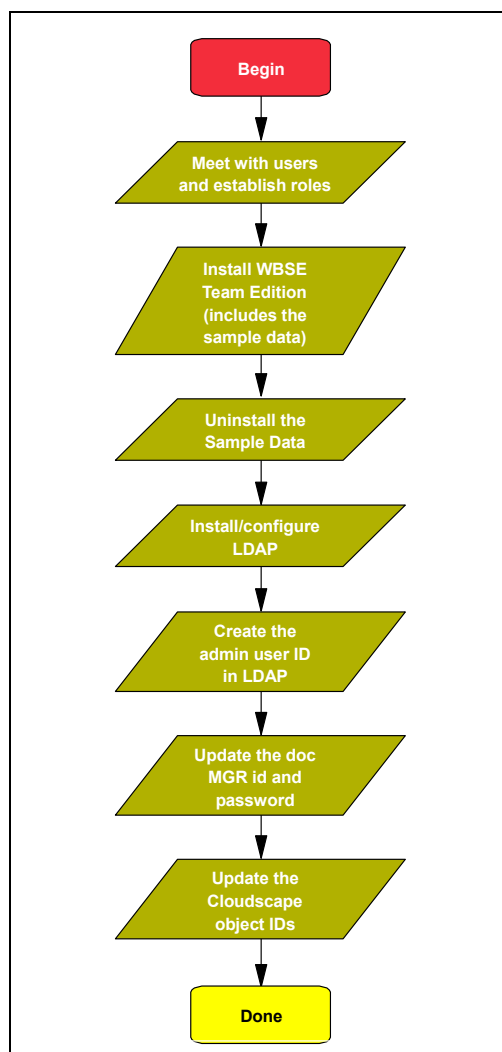 Begin
Meet with users
and establish roles
Install WBSE
Team Edition
(includes the
sample data)
Uninstall the
Sample Data
Install/configure
LDAP
Create the
admin user ID
in LDAP
Update the doc
MGR id and
password
Update the
Cloudscape
object IDs
Done